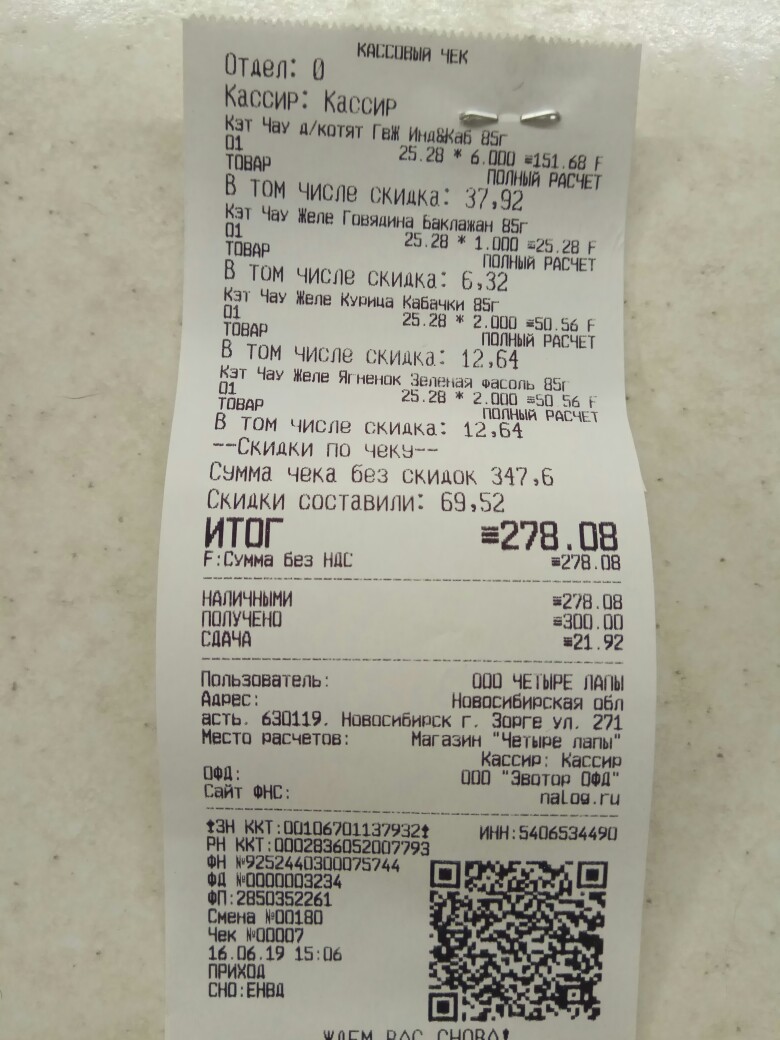 КАССОВЫЙ ЧЕК
Отдел: 0
Кассир: Кассир
Кэт Чау д/котят ГвЖ Инд&Каб 85г
01 25.28 * 6.000 ≡151.68 F
ТОВАР ПОЛНЫЙ РАСЧЕТ
В том числе скидка: 37,92
Кэт Чау Желе Говядина Баклажан 85г
01 25.28 * 1.000 ≡25.28 F
ТОВАР ПОЛНЫЙ РАСЧЕТ
В том числе скидка: 6,32
Кэт Чау Желе Курица Кабачки 85г
01 25.28 * 2.000 ≡50.56 F
ТОВАР ПОЛНЫЙ РАСЧЕТ
В том числе скидка: 12,64
Кэт Чау Желе Ягненок Зеленая фасоль 85г
01 25.28 * 2.000 ≡50 56 F
ТОВАР ПОЛНЫЙ РАСЧЕТ
В том числе скидка: 12,64
--Скидки по чеку--
Сумма чека без скидок 347,6
Скидки составили: 69,52
ИТОГ ≡278.08
F:Сумма без НДС ≡278.08
НАЛИЧНЫМИ ≡278.08
ПОЛУЧЕНО ≡300.00
СДАЧА ≡21.92
Пользователь: ООО ЧЕТЫРЕ ЛАПЫ
Адрес: Новосибирская обл
асть. 630119. Новосибирск г. Зорге ул. 271
Место расчетов: Магазин "Четыре лапы"
Кассир: Кассир
ОФД: ООО "Эвотор ОФД"
Сайт ФНС: nalog.ru
ЗН ККТ:00106701137932 ИНН:5406534490
РН ККТ:0002836052007793
ФН №9252440300075744
ФД №0000003234
ФП:2850352261
Смена №00180
Чек №00007
16.06.19 15:06
ПРИХОД
СНО:ЕНВД
ЖДЕМ ВАС СНОВА!